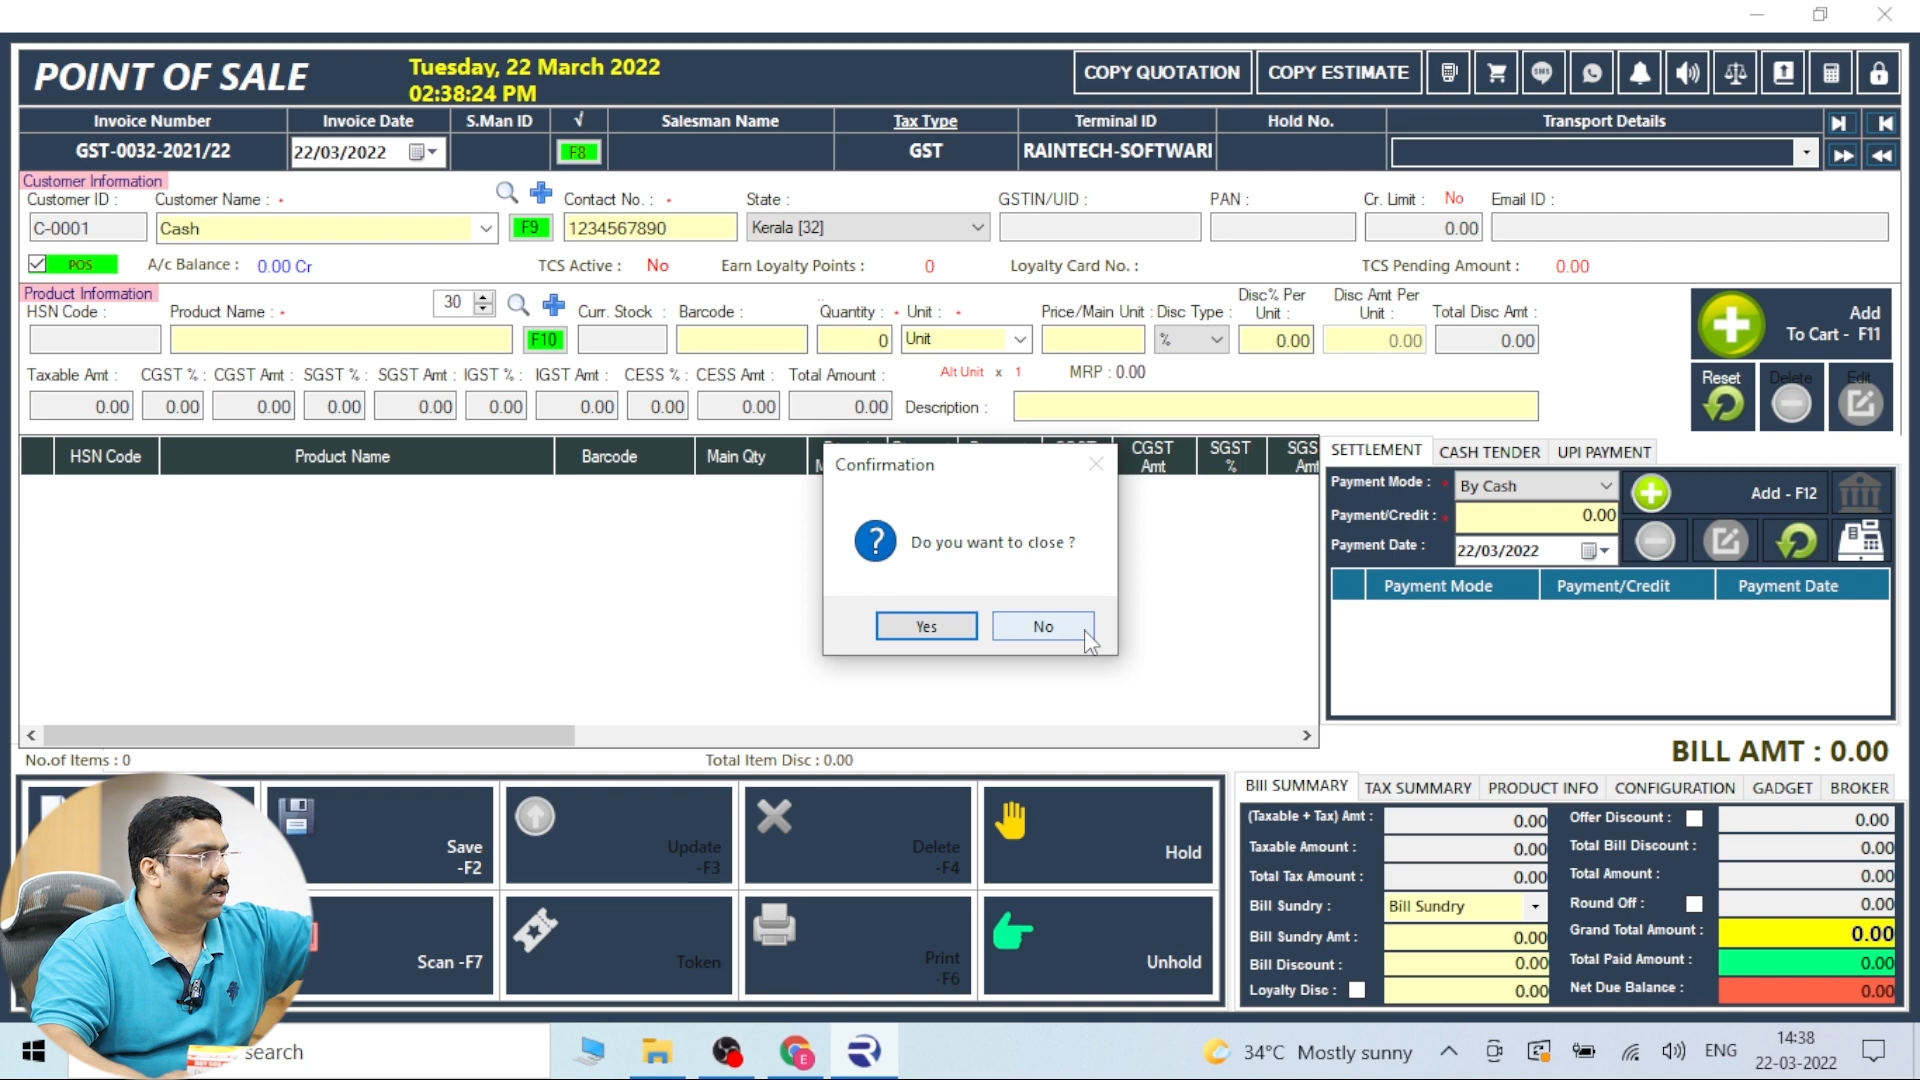 POINT OF SALE
Tuesday, 22 March 2022
02:38:24 PM
COPY QUOTATION
COPY ESTIMATE
SMS
Invoice Number
Invoice Date
S.Man ID
√
Salesman Name
Tax Type
Terminal ID
Hold No.
Transport Details
GST-0032-2021/22
22/03/2022
F8
GST
RAINTECH-SOFTWARI
Customer Information
Customer ID :
Customer Name : *
Contact No. : *
State :
GSTIN/UID :
PAN :
Cr. Limit : No
Email ID :
C-0001
Cash
F9
1234567890
Kerala [32]
0.00
POS
A/c Balance : 0.00 Cr
TCS Active : No
Earn Loyalty Points : 0
Loyalty Card No. :
TCS Pending Amount : 0.00
Product Information
HSN Code :
Product Name : *
30
Curr. Stock :
Barcode :
Quantity : *
Unit : *
Price/Main Unit :
Disc Type :
Disc% Per Unit :
Disc Amt Per Unit :
Total Disc Amt :
F10
0
Unit
%
0.00
0.00
0.00
Add
To Cart - F11
Taxable Amt :
CGST % :
CGST Amt :
SGST % :
SGST Amt :
IGST % :
IGST Amt :
CESS % :
CESS Amt :
Total Amount :
Alt Unit x 1
MRP : 0.00
0.00
0.00
0.00
0.00
0.00
0.00
0.00
0.00
0.00
0.00
Description :
Reset
Delete
Edit
HSN Code
Product Name
Barcode
Main Qty
CGST Amt
SGST %
SGS
Amt
Confirmation
Do you want to close ?
Yes
No
SETTLEMENT
CASH TENDER
UPI PAYMENT
Payment Mode : *
By Cash
Add - F12
Payment/Credit : *
0.00
Payment Date :
22/03/2022
Payment Mode
Payment/Credit
Payment Date
No.of Items : 0
Total Item Disc : 0.00
BILL AMT : 0.00
Save
-F2
Update
-F3
Delete
-F4
Hold
Scan -F7
Token
Print
-F6
Unhold
Bill SUMMARY
TAX SUMMARY
PRODUCT INFO
CONFIGURATION
GADGET
BROKER
(Taxable + Tax) Amt : 0.00
Offer Discount : 0.00
Taxable Amount : 0.00
Total Bill Discount : 0.00
Total Tax Amount : 0.00
Total Amount : 0.00
Bill Sundry : Bill Sundry
Round Off : 0.00
Bill Sundry Amt : 0.00
Grand Total Amount : 0.00
Bill Discount : 0.00
Total Paid Amount : 0.00
Loyalty Disc : 0.00
Net Due Balance : 0.00
search
E
34°C Mostly sunny
ENG
14:38
22-03-2022